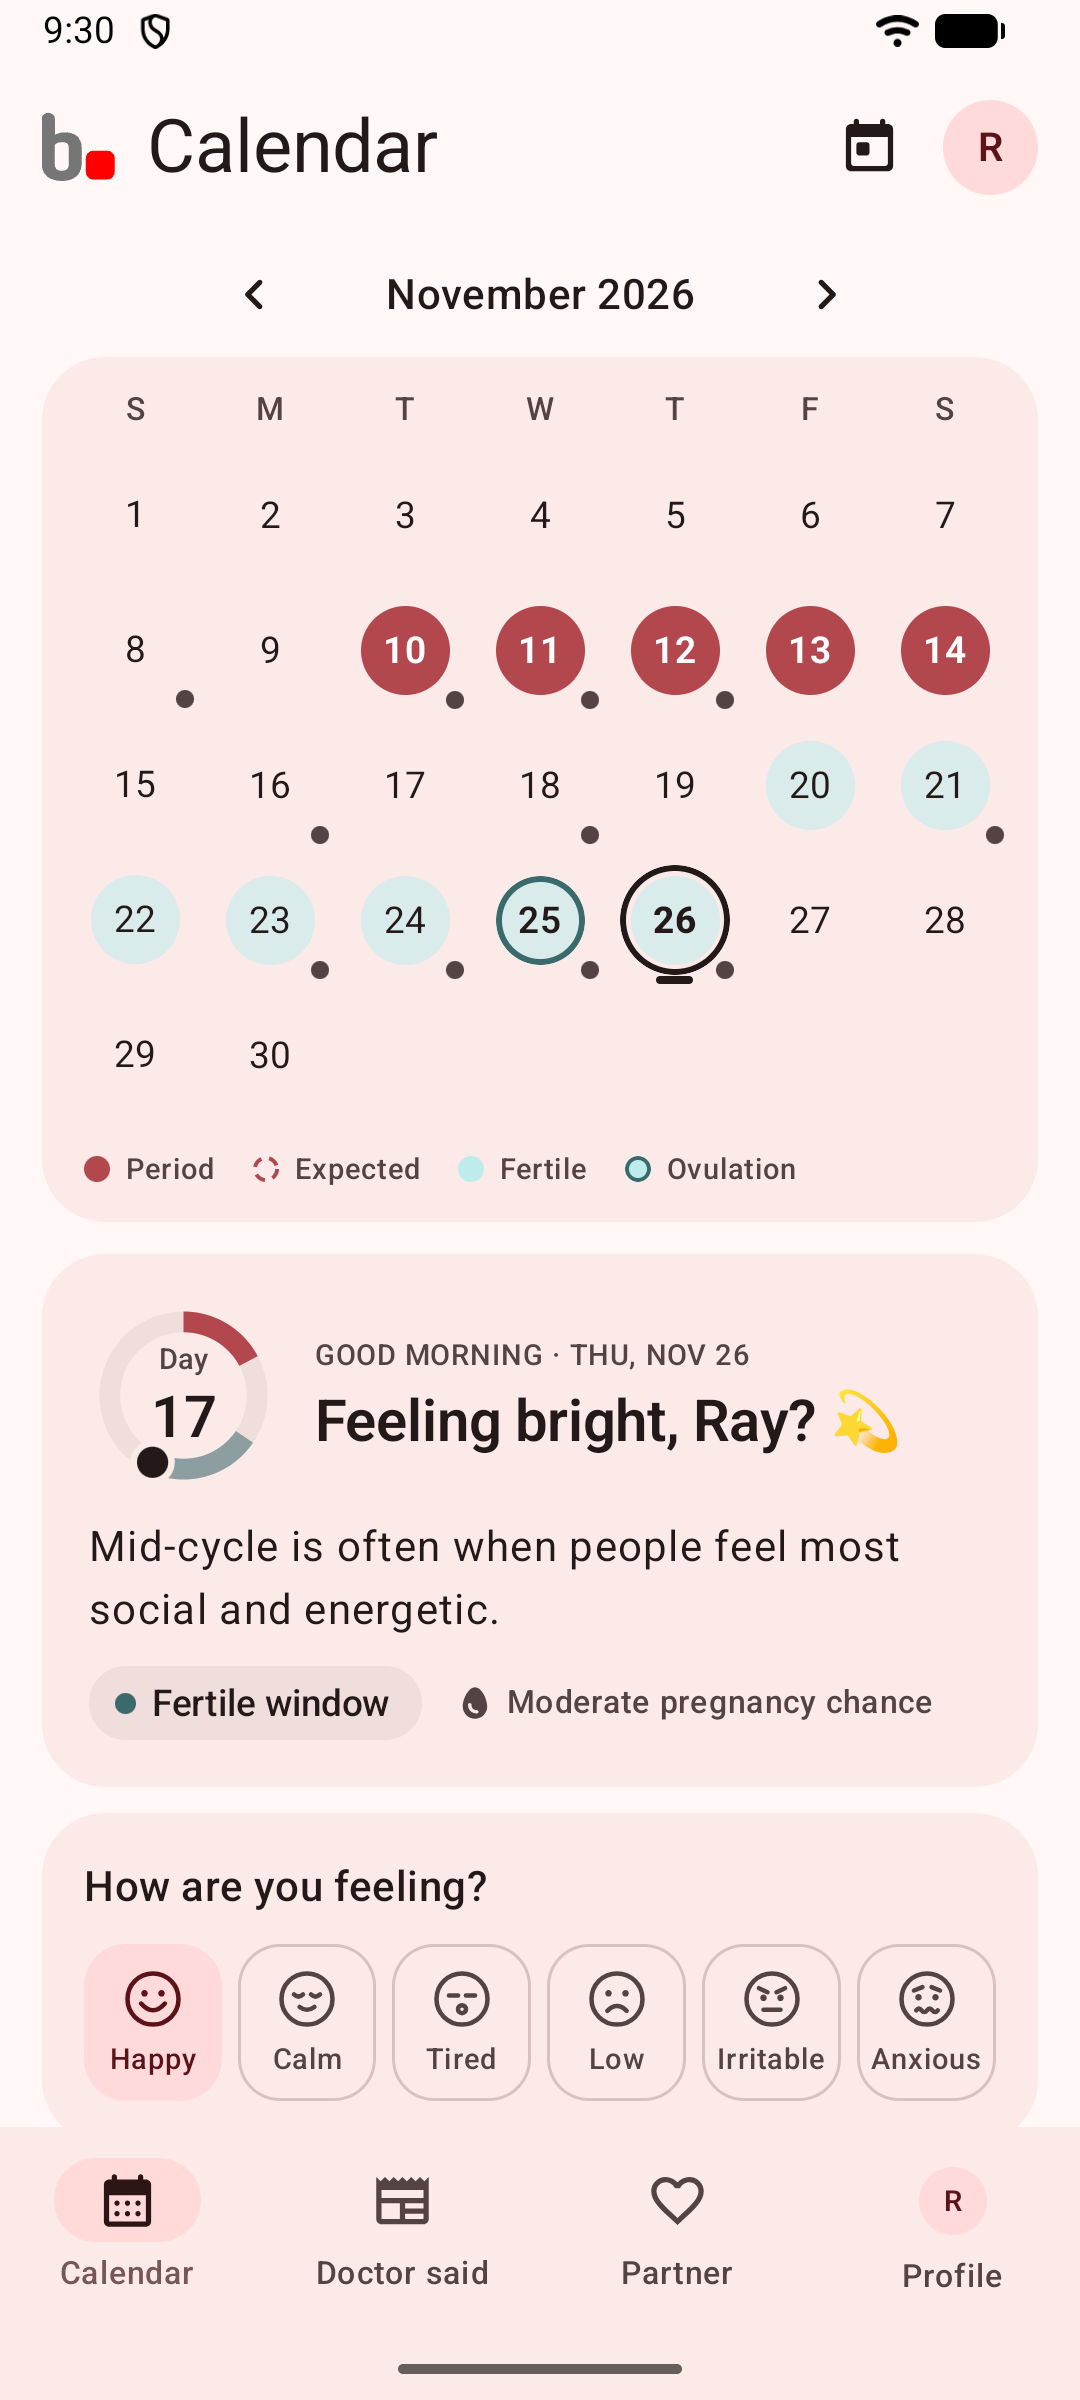 9:30
b. Calendar
R
November 2026
S M T W T F S
1 2 3 4 5 6 7
8 9 10 11 12 13 14
15 16 17 18 19 20 21
22 23 24 25 26 27 28
29 30
Period Expected Fertile Ovulation
Day
17
GOOD MORNING · THU, NOV 26
Feeling bright, Ray? 💫
Mid-cycle is often when people feel most
social and energetic.
Fertile window Moderate pregnancy chance
How are you feeling?
Happy Calm Tired Low Irritable Anxious
R
Calendar Doctor said Partner Profile